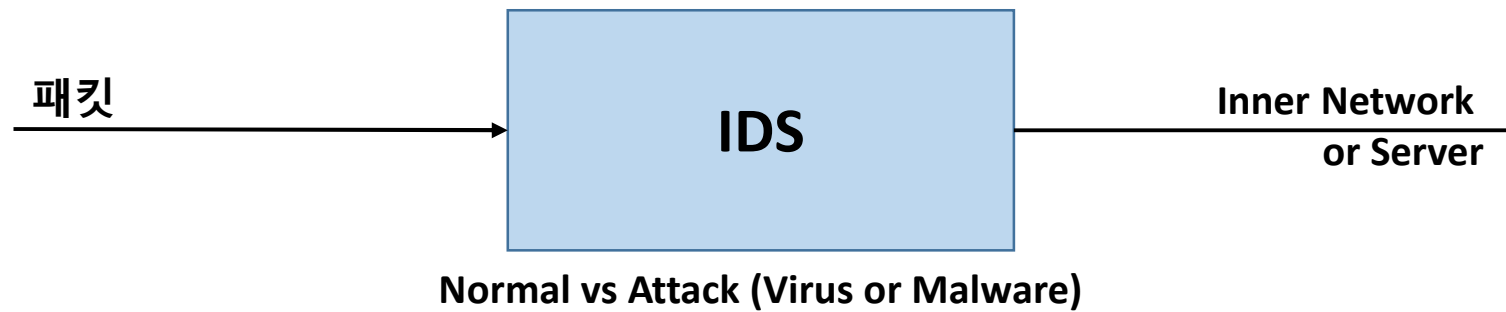 패킷
IDS
Inner Network
or Server
Normal vs Attack (Virus or Malware)